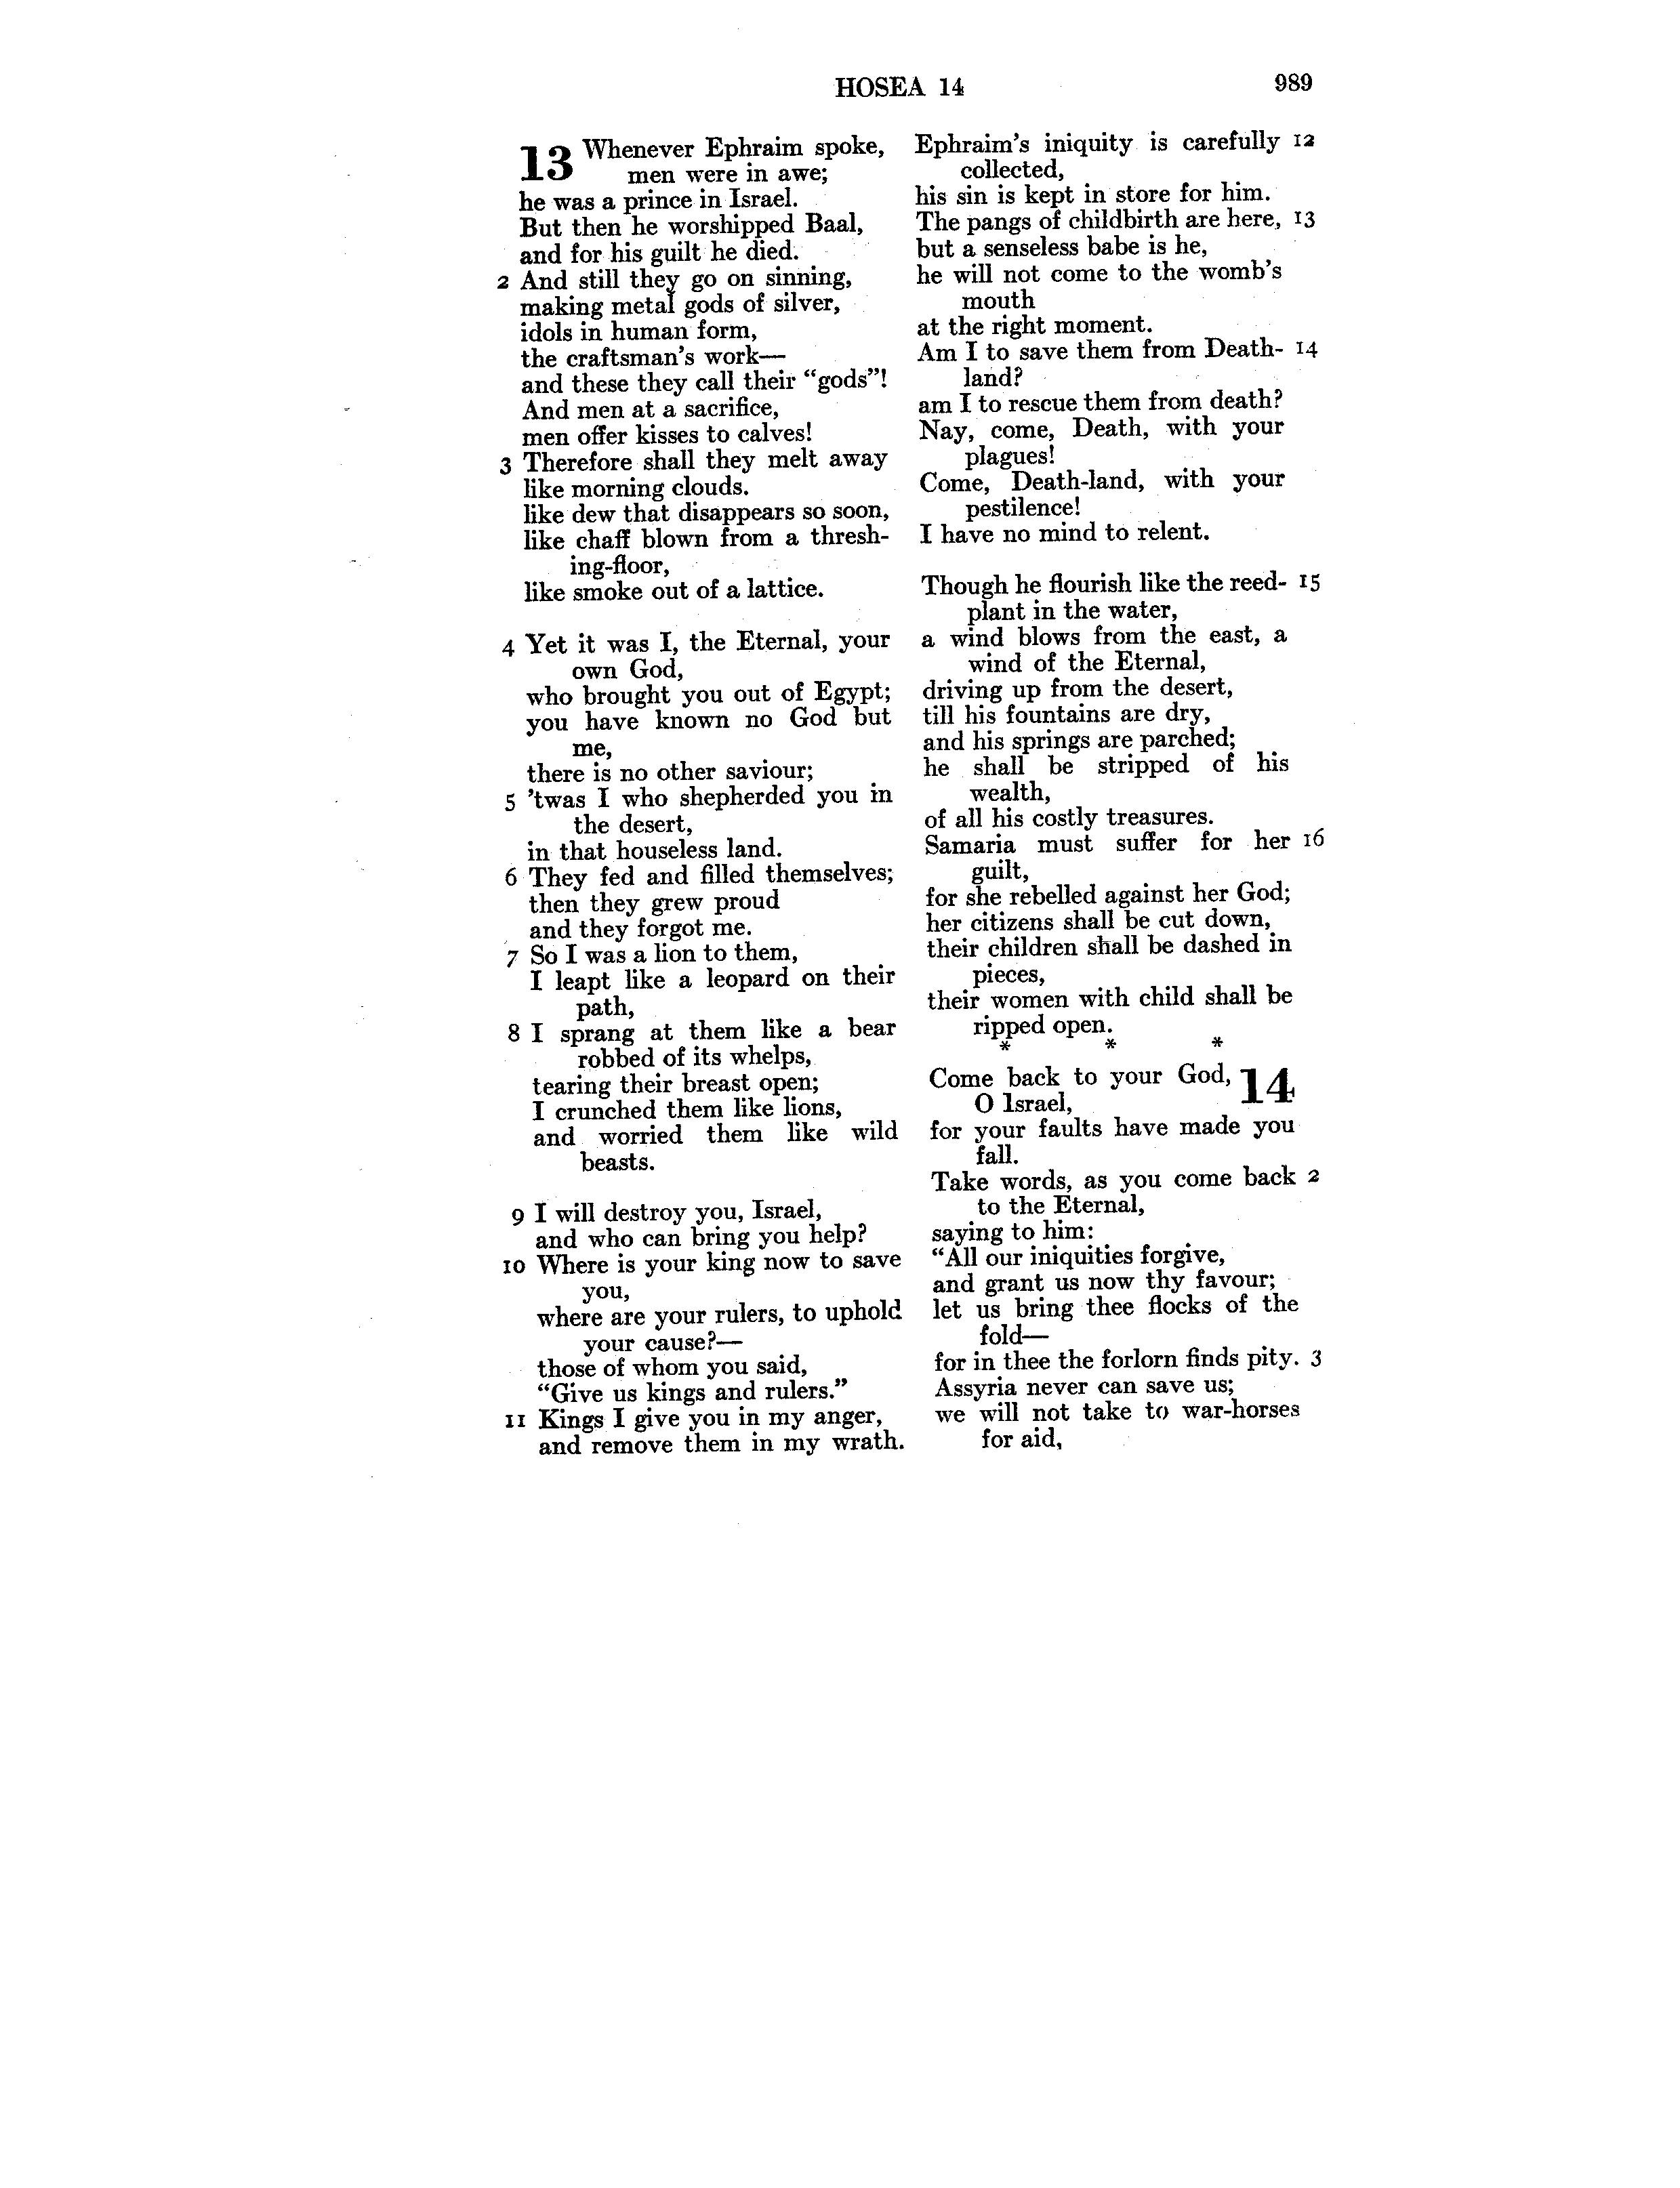 HOSEA 14 989
13 Whenever Ephraim spoke,
men were in awe;
he was a prince in Israel.
But then he worshipped Baal,
and for his guilt he died.
2 And still they go on sinning,
making metal gods of silver,
idols in human form,
the craftsman's work—
and these they call their “gods”!
And men at a sacrifice,
men offer kisses to calves!
3 Therefore shall they melt away
like morning clouds.
like dew that disappears so soon,
like chaff blown from a thresh-
ing-floor,
like smoke out of a lattice.
4 Yet it was I, the Eternal, your
own God,
who brought you out of Egypt;
you have known no God but
me,
there is no other saviour;
5 ’twas I who shepherded you in
the desert,
in that houseless land.
6 They fed and filled themselves;
then they grew proud
and they forgot me.
7 So I was a lion to them,
I leapt like a leopard on their
path,
8 I sprang at them like a bear
robbed of its whelps,
tearing their breast open;
I crunched them like lions,
and worried them like wild
beasts.
9 I will destroy you, Israel,
and who can bring you help?
10 Where is your king now to save
you,
where are your rulers, to uphold
your cause?—
those of whom you said,
“Give us kings and rulers.”
11 Kings I give you in my anger,
and remove them in my wrath.
Ephraim's iniquity is carefully 12
collected,
his sin is kept in store for him.
The pangs of childbirth are here, 13
but a senseless babe is he,
he will not come to the womb's
mouth
at the right moment.
Am I to save them from Death- 14
land?
am I to rescue them from death?
Nay, come, Death, with your
plagues!
Come, Death-land, with your
pestilence!
I have no mind to relent.
Though he flourish like the reed- 15
plant in the water,
a wind blows from the east, a
wind of the Eternal,
driving up from the desert,
till his fountains are dry,
and his springs are parched;
he shall be stripped of his
wealth,
of all his costly treasures.
Samaria must suffer for her 16
guilt,
for she rebelled against her God;
her citizens shall be cut down,
their children shall be dashed in
pieces,
their women with child shall be
ripped open.
* * *
Come back to your God, 14
O Israel,
for your faults have made you
fall.
Take words, as you come back 2
to the Eternal,
saying to him:
“All our iniquities forgive,
and grant us now thy favour;
let us bring thee flocks of the
fold—
for in thee the forlorn finds pity. 3
Assyria never can save us;
we will not take to war-horses
for aid,